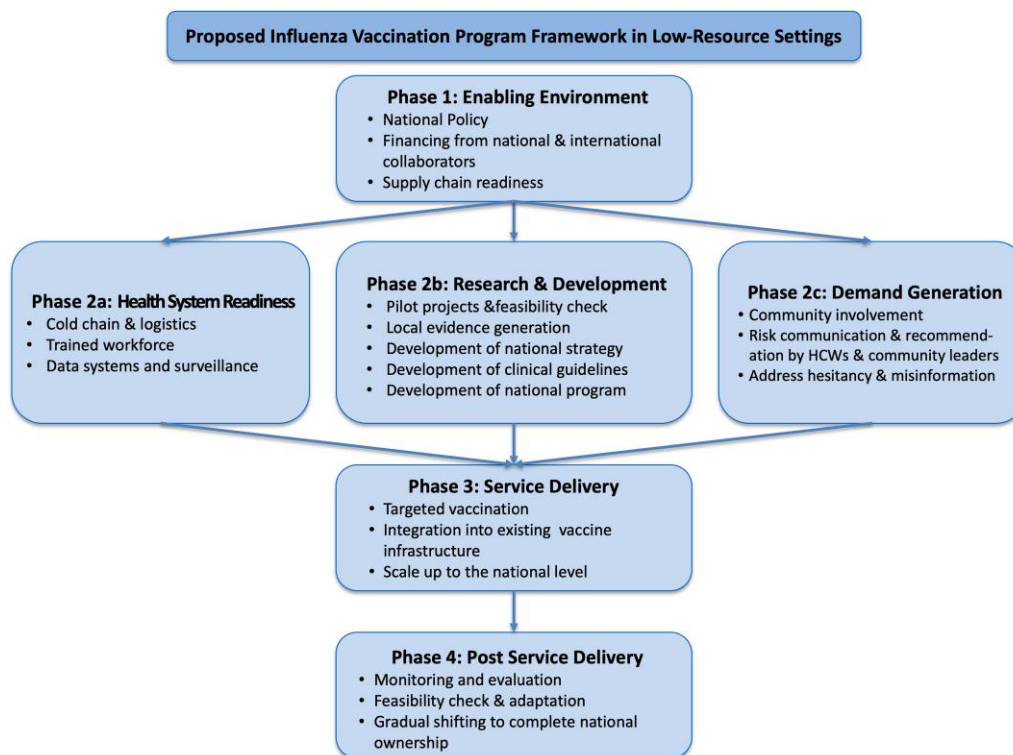 Proposed Influenza Vaccination Program Framework in Low-Resource Settings
Phase 1: Enabling Environment
• National Policy
• Financing from national & international
collaborators
• Supply chain readiness
Phase 2a: Health System Readiness
• Cold chain & logistics
• Trained workforce
• Data systems and surveillance
Phase 2b: Research & Development
• Pilot projects &feasibility check
• Local evidence generation
• Development of national strategy
• Development of clinical guidelines
• Development of national program
Phase 2c: Demand Generation
• Community involvement
• Risk communication & recommend-
ation by HCWs & community leaders
• Address hesitancy & misinformation
Phase 3: Service Delivery
• Targeted vaccination
• Integration into existing vaccine
infrastructure
• Scale up to the national level
Phase 4: Post Service Delivery
• Monitoring and evaluation
• Feasibility check & adaptation
• Gradual shifting to complete national
ownership